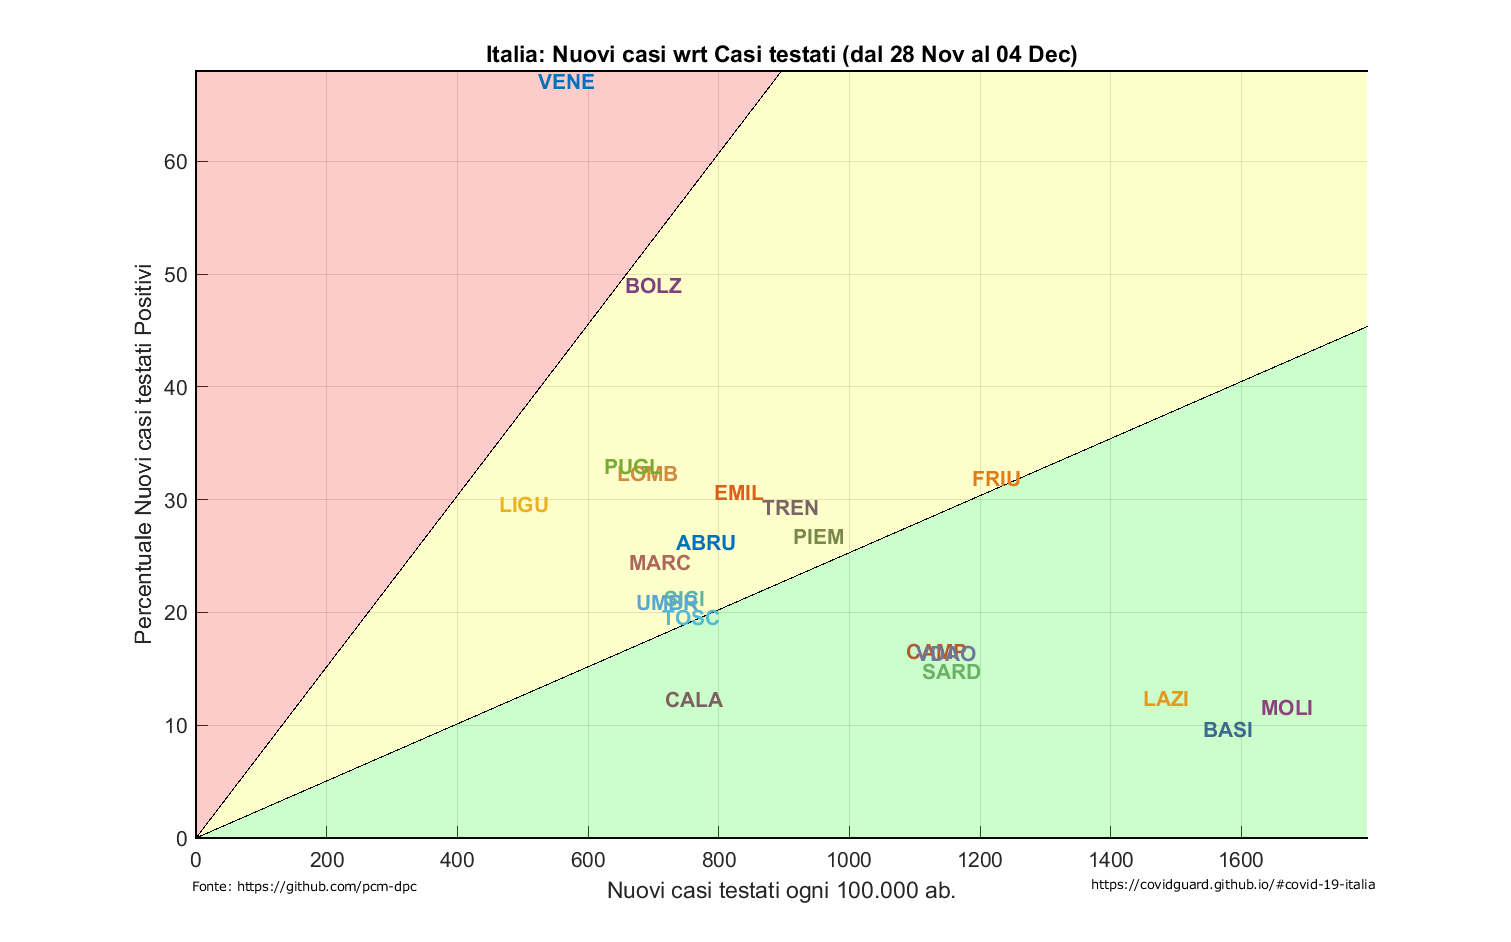 Italia: Nuovi casi wrt Casi testati (dal 28 Nov al 04 Dec)
VENE
60
50
BOLZ
40
PUGL
LOMB
FRIU
EMIL
30
LIGU
TREN
PIEM
ABRU
MARC
SICI
UMBR
20
TOSC
CAMP
VDAO
SARD
CALA
LAZI
MOLI
10
BASI
0
Percentuale Nuovi casi testati Positivi
0 200 400 600 800 1000 1200 1400 1600
Nuovi casi testati ogni 100.000 ab.
Fonte: https://github.com/pcm-dpc
https://covidguard.github.io/#covid-19-italia